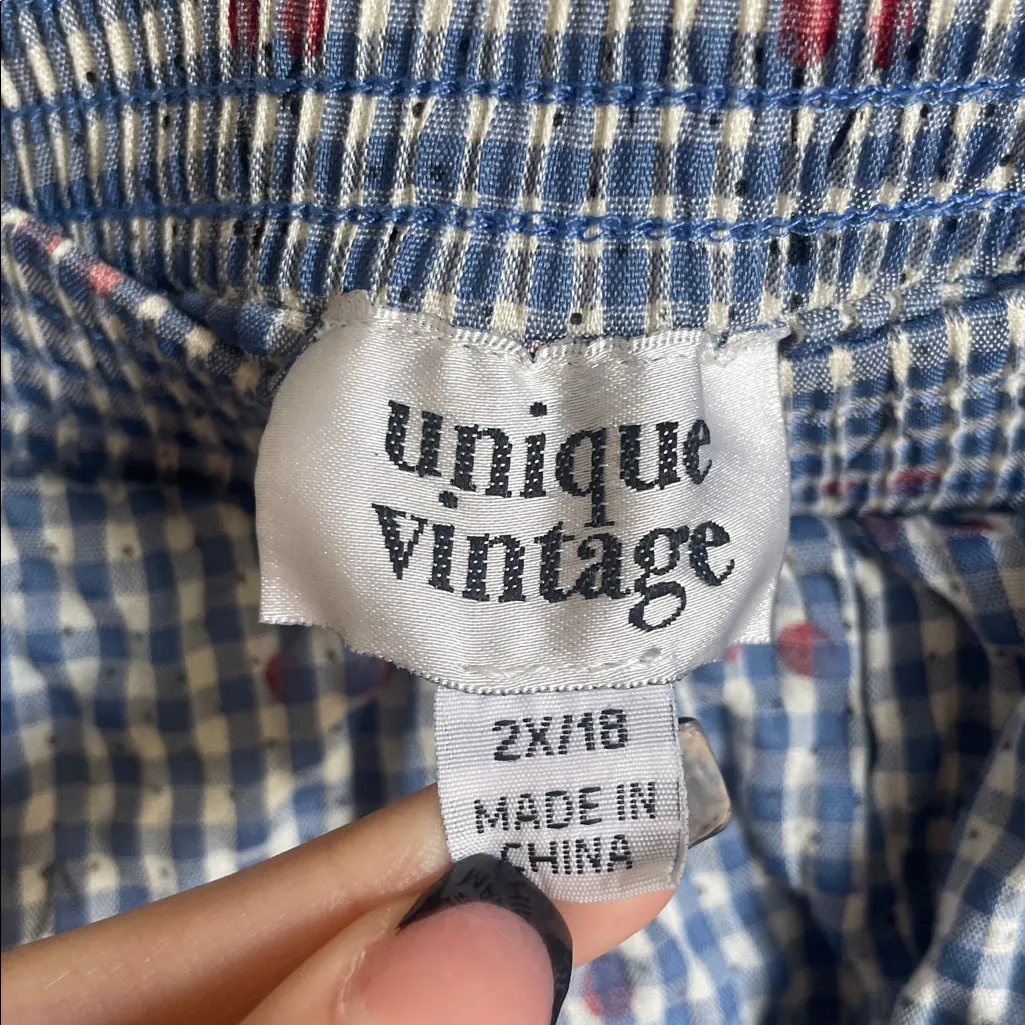 unique
vintage
2X/18
MADE IN
CHINA